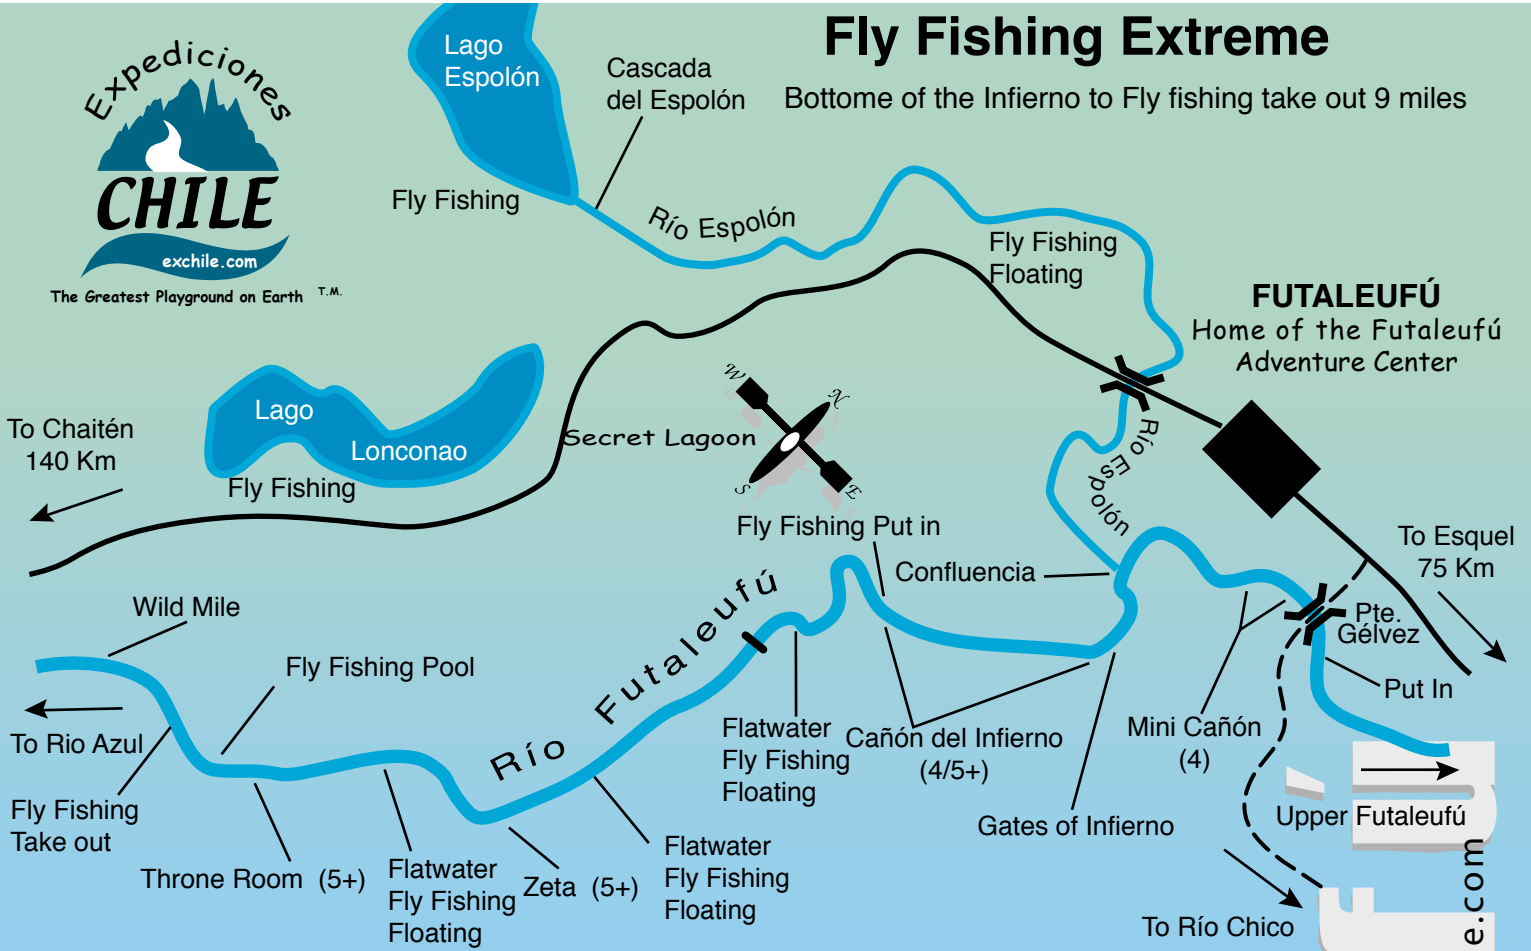 Fly Fishing Extreme
Bottome of the Infierno to Fly fishing take out 9 miles
Expediciones
CHILE
exchile.com
The Greatest Playground on Earth T.M.
Lago
Espolón
Cascada
del Espolón
Fly Fishing
Río Espolón
Fly Fishing
Floating
FUTALEUFÚ
Home of the Futaleufú
Adventure Center
Lago
Lonconao
Fly Fishing
To Chaitén
140 Km
Secret Lagoon
W
N
S
E
Río Espolón
Fly Fishing Put in
Confluencia
To Esquel
75 Km
Wild Mile
Fly Fishing Pool
Río Futaleufú
Pte.
Gélvez
Put In
To Rio Azul
Fly Fishing
Take out
Flatwater
Fly Fishing
Floating
Cañón del Infierno
(4/5+)
Mini Cañón
(4)
Gates of Infierno
Upper Futaleufú
Throne Room (5+)
Flatwater
Fly Fishing
Floating
Zeta (5+)
Flatwater
Fly Fishing
Floating
To Río Chico
e.com